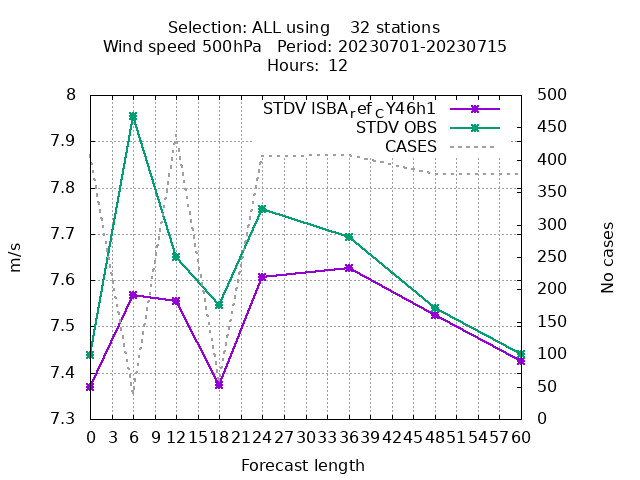 Selection: ALL using    32 stations
Wind speed 500hPa   Period: 20230701-20230715
Hours:  12
STDV ISBA_ref_CY46h1
STDV OBS
CASES
8
7.9
7.8
7.7
7.6
7.5
7.4
7.3
500
450
400
350
300
250
200
150
100
50
0
m/s
No cases
0 3 6 9 12 15 18 21 24 27 30 33 36 39 42 45 48 51 54 57 60
Forecast length